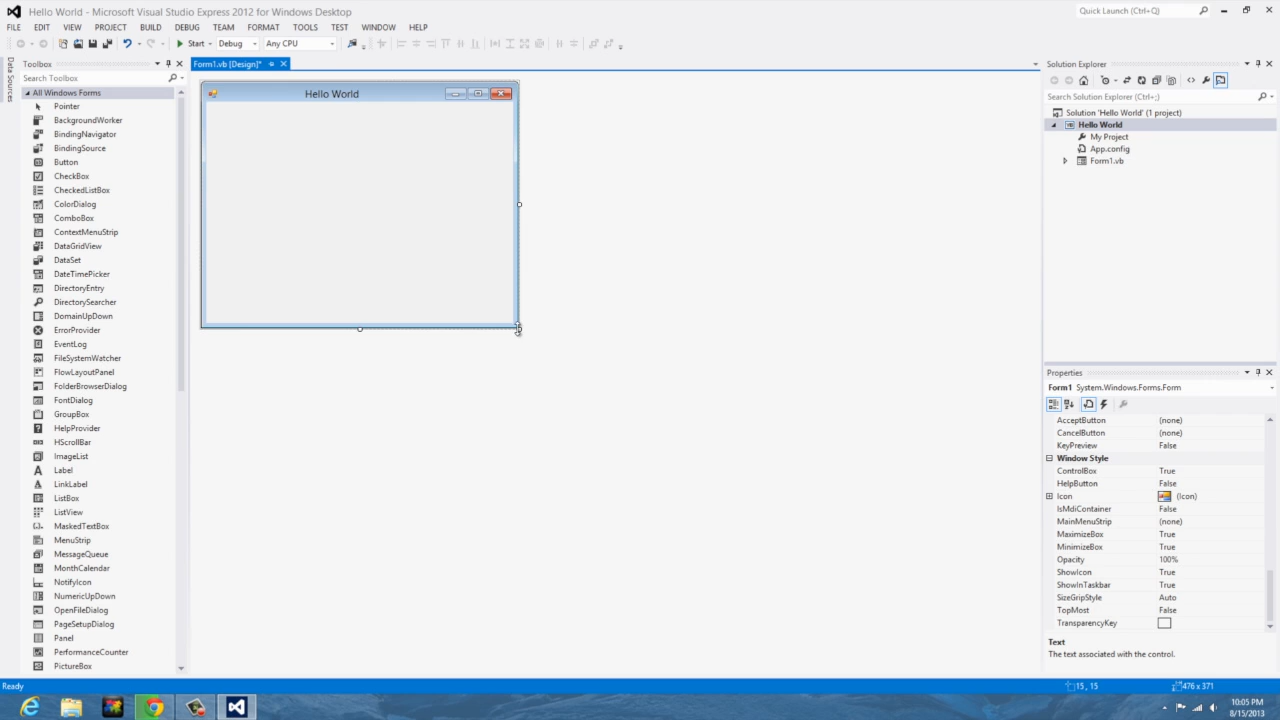 Hello World - Microsoft Visual Studio Express 2012 for Windows Desktop
Quick Launch (Ctrl+Q)
FILE EDIT VIEW PROJECT BUILD DEBUG TEAM FORMAT TOOLS TEST WINDOW HELP
Start Debug Any CPU
Data Sources
Toolbox
Search Toolbox
All Windows Forms
Pointer
BackgroundWorker
BindingNavigator
BindingSource
Button
CheckBox
CheckedListBox
ColorDialog
ComboBox
ContextMenuStrip
DataGridView
DataSet
DateTimePicker
DirectoryEntry
DirectorySearcher
DomainUpDown
ErrorProvider
EventLog
FileSystemWatcher
FlowLayoutPanel
FolderBrowserDialog
FontDialog
GroupBox
HelpProvider
HScrollBar
ImageList
Label
LinkLabel
ListBox
ListView
MaskedTextBox
MenuStrip
MessageQueue
MonthCalendar
NotifyIcon
NumericUpDown
OpenFileDialog
PageSetupDialog
Panel
PerformanceCounter
PictureBox
Form1.vb [Design]*
Hello World
Solution Explorer
Search Solution Explorer (Ctrl+;)
Solution 'Hello World' (1 project)
Hello World
My Project
App.config
Form1.vb
Properties
Form1 System.Windows.Forms.Form
AcceptButton (none)
CancelButton (none)
KeyPreview False
Window Style
ControlBox True
HelpButton False
Icon (Icon)
IsMdiContainer False
MainMenuStrip (none)
MaximizeBox True
MinimizeBox True
Opacity 100%
ShowIcon True
ShowInTaskbar True
SizeGripStyle Auto
TopMost False
TransparencyKey
Text
The text associated with the control.
Ready
15 , 15
476 x 371
10:05 PM
8/15/2013